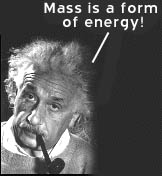 Mass is a form
of energy!